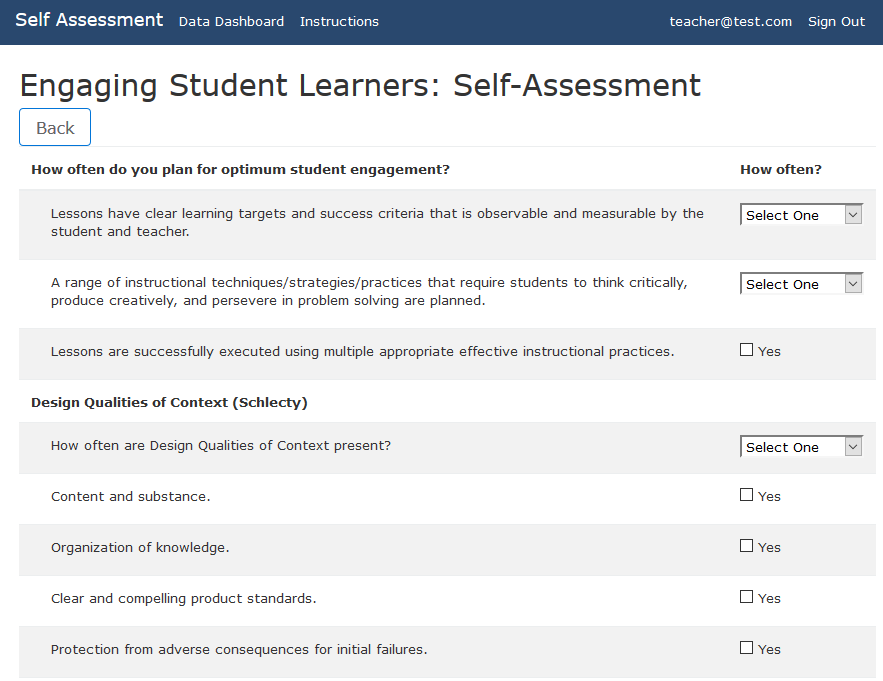 Self Assessment Data Dashboard Instructions teacher@test.com Sign Out
Engaging Student Learners: Self-Assessment
Back
How often do you plan for optimum student engagement? How often?
Lessons have clear learning targets and success criteria that is observable and measurable by the
student and teacher.
Select One
A range of instructional techniques/strategies/practices that require students to think critically,
produce creatively, and persevere in problem solving are planned.
Select One
Lessons are successfully executed using multiple appropriate effective instructional practices. Yes
Design Qualities of Context (Schlecty)
How often are Design Qualities of Context present? Select One
Content and substance. Yes
Organization of knowledge. Yes
Clear and compelling product standards. Yes
Protection from adverse consequences for initial failures. Yes